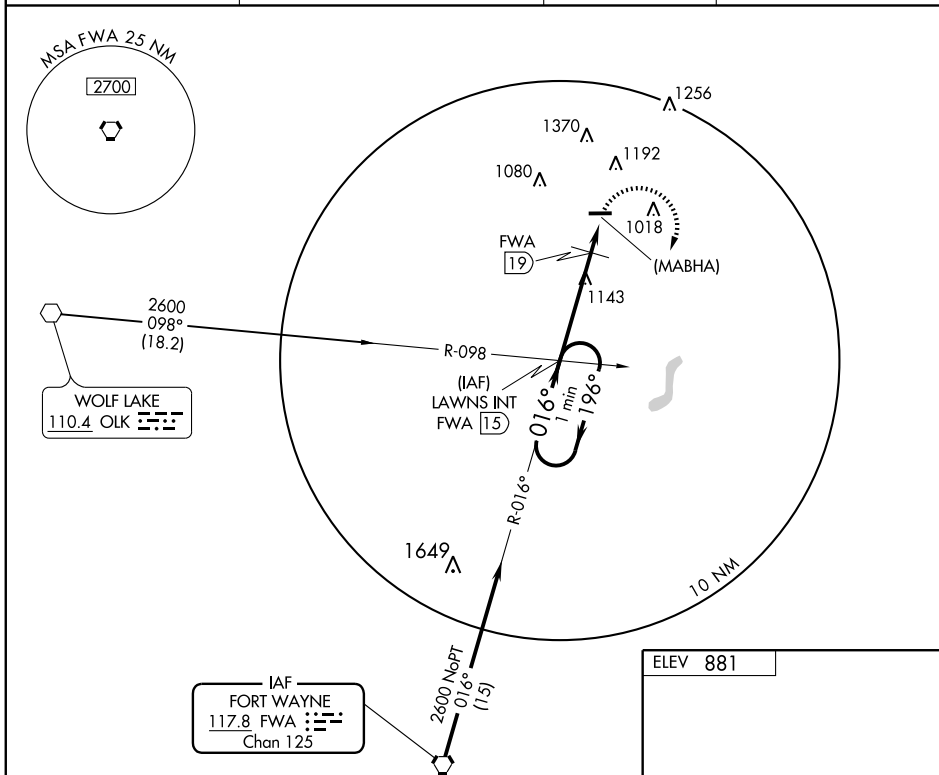 MSA FWA 25 NM
2700
1256
1370
1192
1080
1018
FWA
19
(MABHA)
1143
2600
098°
(18.2)
R-098
(IAF)
LAWNS INT
FWA 15
016°
1 min
196°
WOLF LAKE
110.4 OLK
R-016°
1649
10 NM
2600 NoPT
016°
(15)
IAF
FORT WAYNE
117.8 FWA
Chan 125
ELEV 881